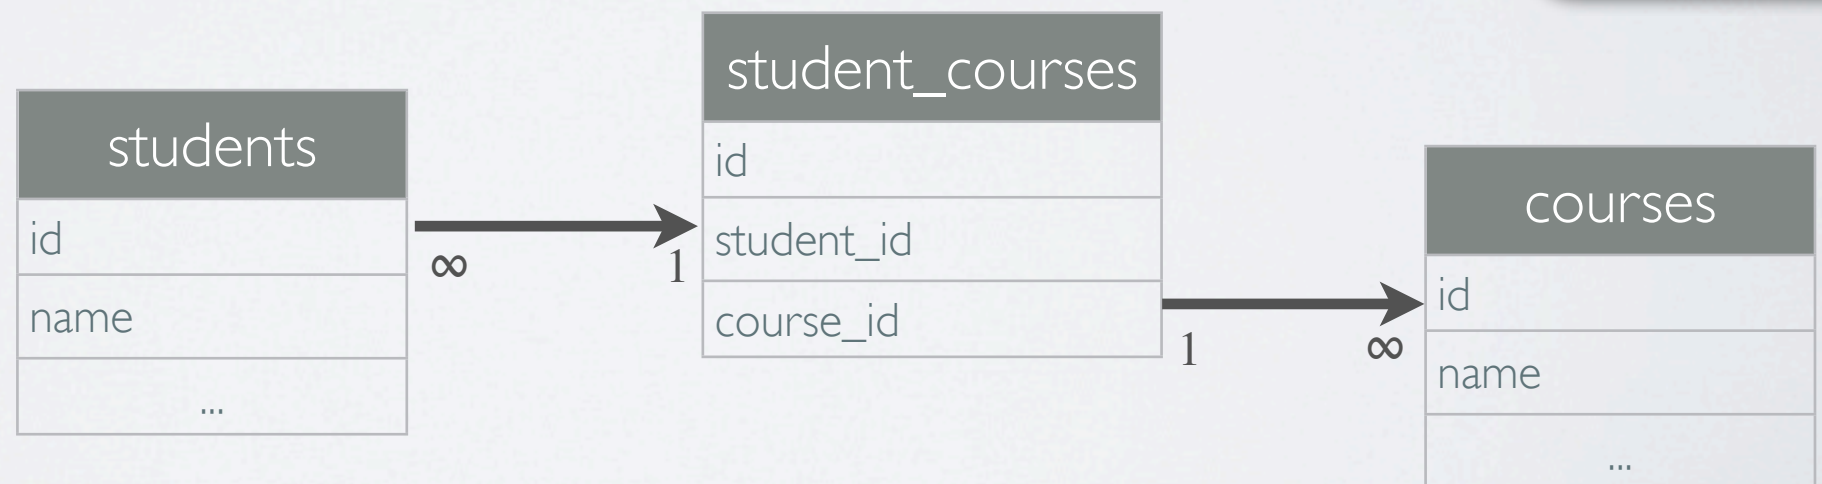 students
id
name
...
∞
1
student_courses
id
student_id
course_id
1
∞
courses
id
name
...